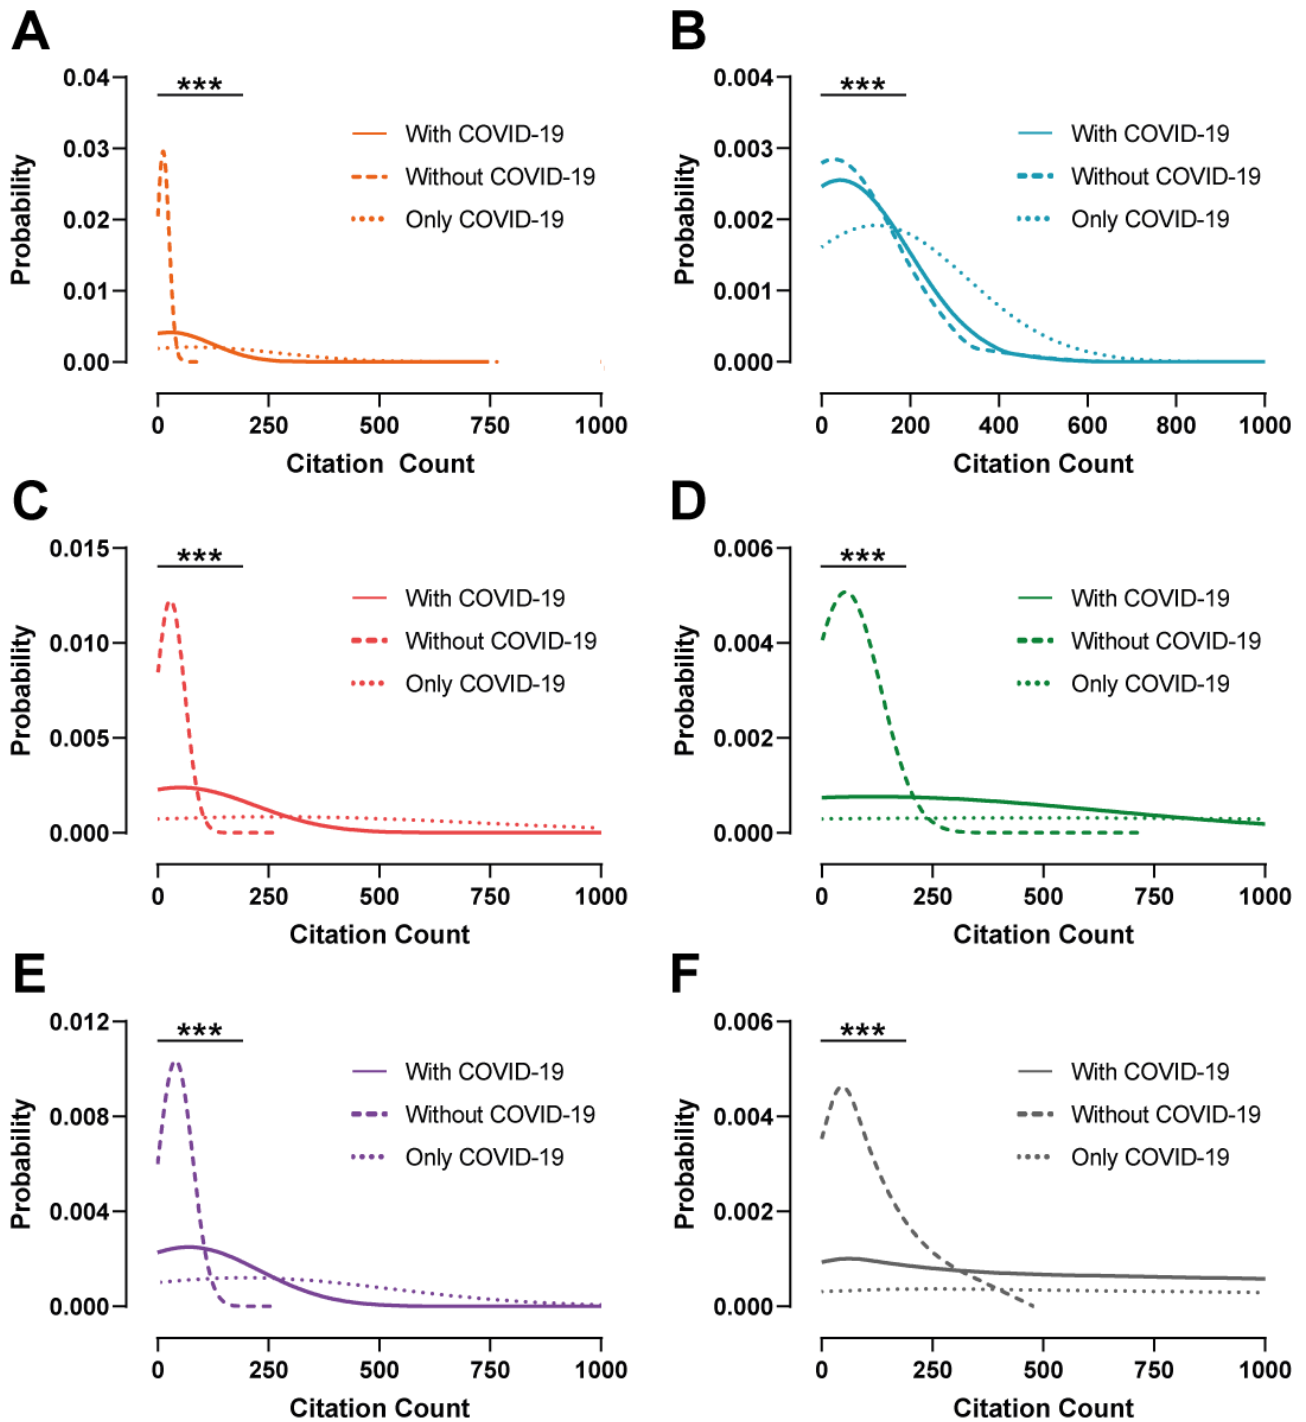 A
***
0.04
0.03
0.02
0.01
0.00
Probability
With COVID-19
Without COVID-19
Only COVID-19
0 250 500 750 1000
Citation Count
B
***
0.004
0.003
0.002
0.001
0.000
Probability
With COVID-19
Without COVID-19
Only COVID-19
0 200 400 600 800 1000
Citation Count
C
***
0.015
0.010
0.005
0.000
Probability
With COVID-19
Without COVID-19
Only COVID-19
0 250 500 750 1000
Citation Count
D
***
0.006
0.004
0.002
0.000
Probability
With COVID-19
Without COVID-19
Only COVID-19
0 250 500 750 1000
Citation Count
E
***
0.012
0.008
0.004
0.000
Probability
With COVID-19
Without COVID-19
Only COVID-19
0 250 500 750 1000
Citation Count
F
***
0.006
0.004
0.002
0.000
Probability
With COVID-19
Without COVID-19
Only COVID-19
0 250 500 750 1000
Citation Count